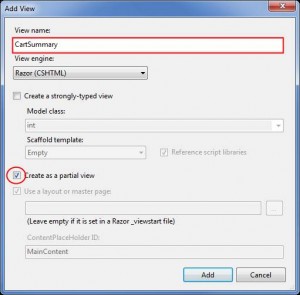 Add View
View name:
CartSummary
View engine:
Razor (CSHTML)
Create a strongly-typed view
Model class:
int
Scaffold template:
Empty
Reference script libraries
Create as a partial view
Use a layout or master page:
...
(Leave empty if it is set in a Razor _viewstart file)
ContentPlaceHolder ID:
MainContent
Add
Cancel